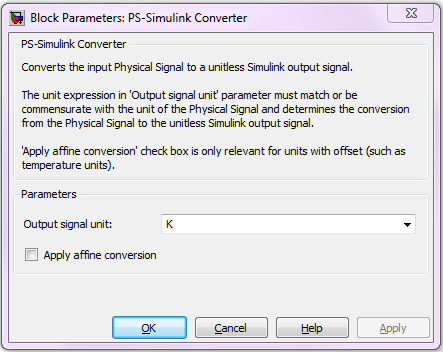 Block Parameters: PS-Simulink Converter
PS-Simulink Converter
Converts the input Physical Signal to a unitless Simulink output signal.
The unit expression in 'Output signal unit' parameter must match or be
commensurate with the unit of the Physical Signal and determines the conversion
from the Physical Signal to the unitless Simulink output signal.
'Apply affine conversion' check box is only relevant for units with offset (such as
temperature units).
Parameters
Output signal unit: K
Apply affine conversion
OK Cancel Help Apply